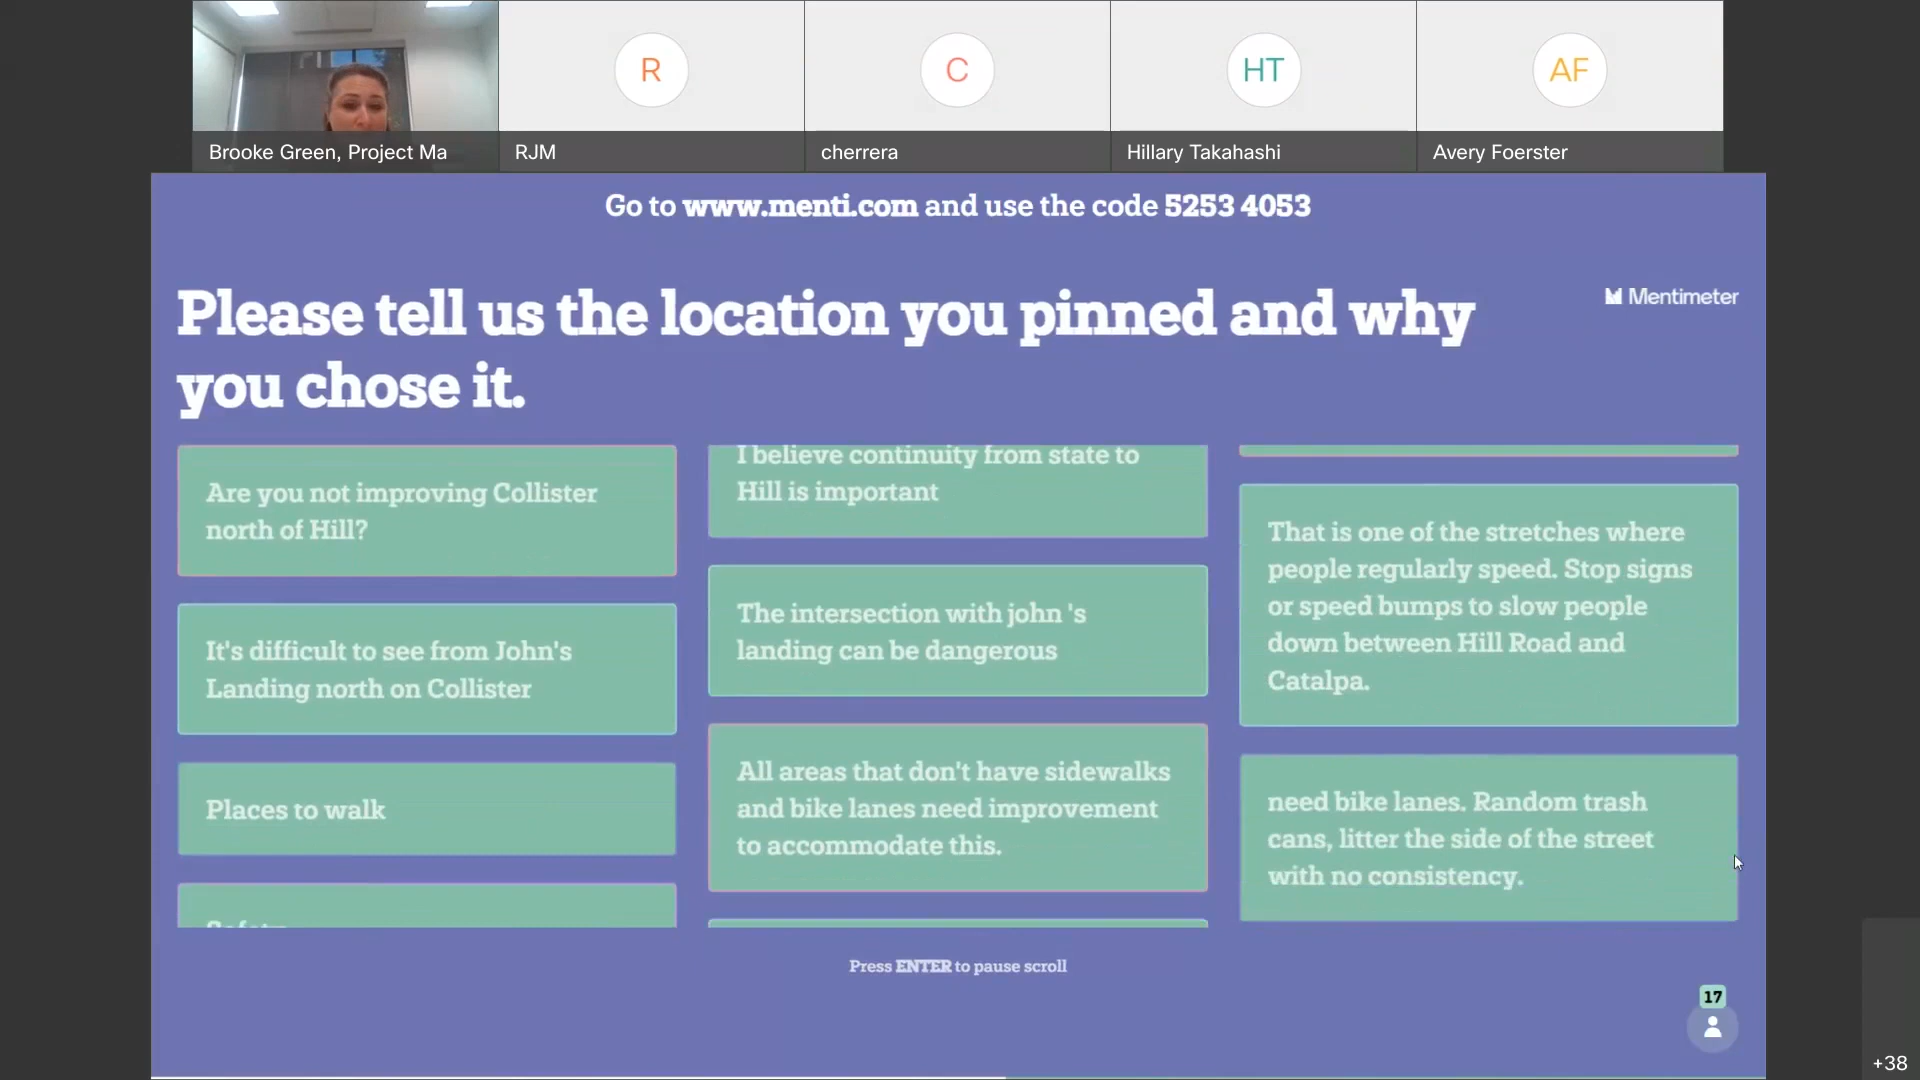 R
C
HT
AF
Brooke Green, Project Ma
RJM
cherrera
Hillary Takahashi
Avery Foerster
Go to www.menti.com and use the code 5253 4053
Please tell us the location you pinned and why
you chose it.
Mentimeter
Are you not improving Collister
north of Hill?
It's difficult to see from John's
Landing north on Collister
Places to walk
Safety
I believe continuity from state to
Hill is important
The intersection with john 's
landing can be dangerous
All areas that don't have sidewalks
and bike lanes need improvement
to accommodate this.
That is one of the stretches where
people regularly speed. Stop signs
or speed bumps to slow people
down between Hill Road and
Catalpa.
need bike lanes. Random trash
cans, litter the side of the street
with no consistency.
Press ENTER to pause scroll
17
+38